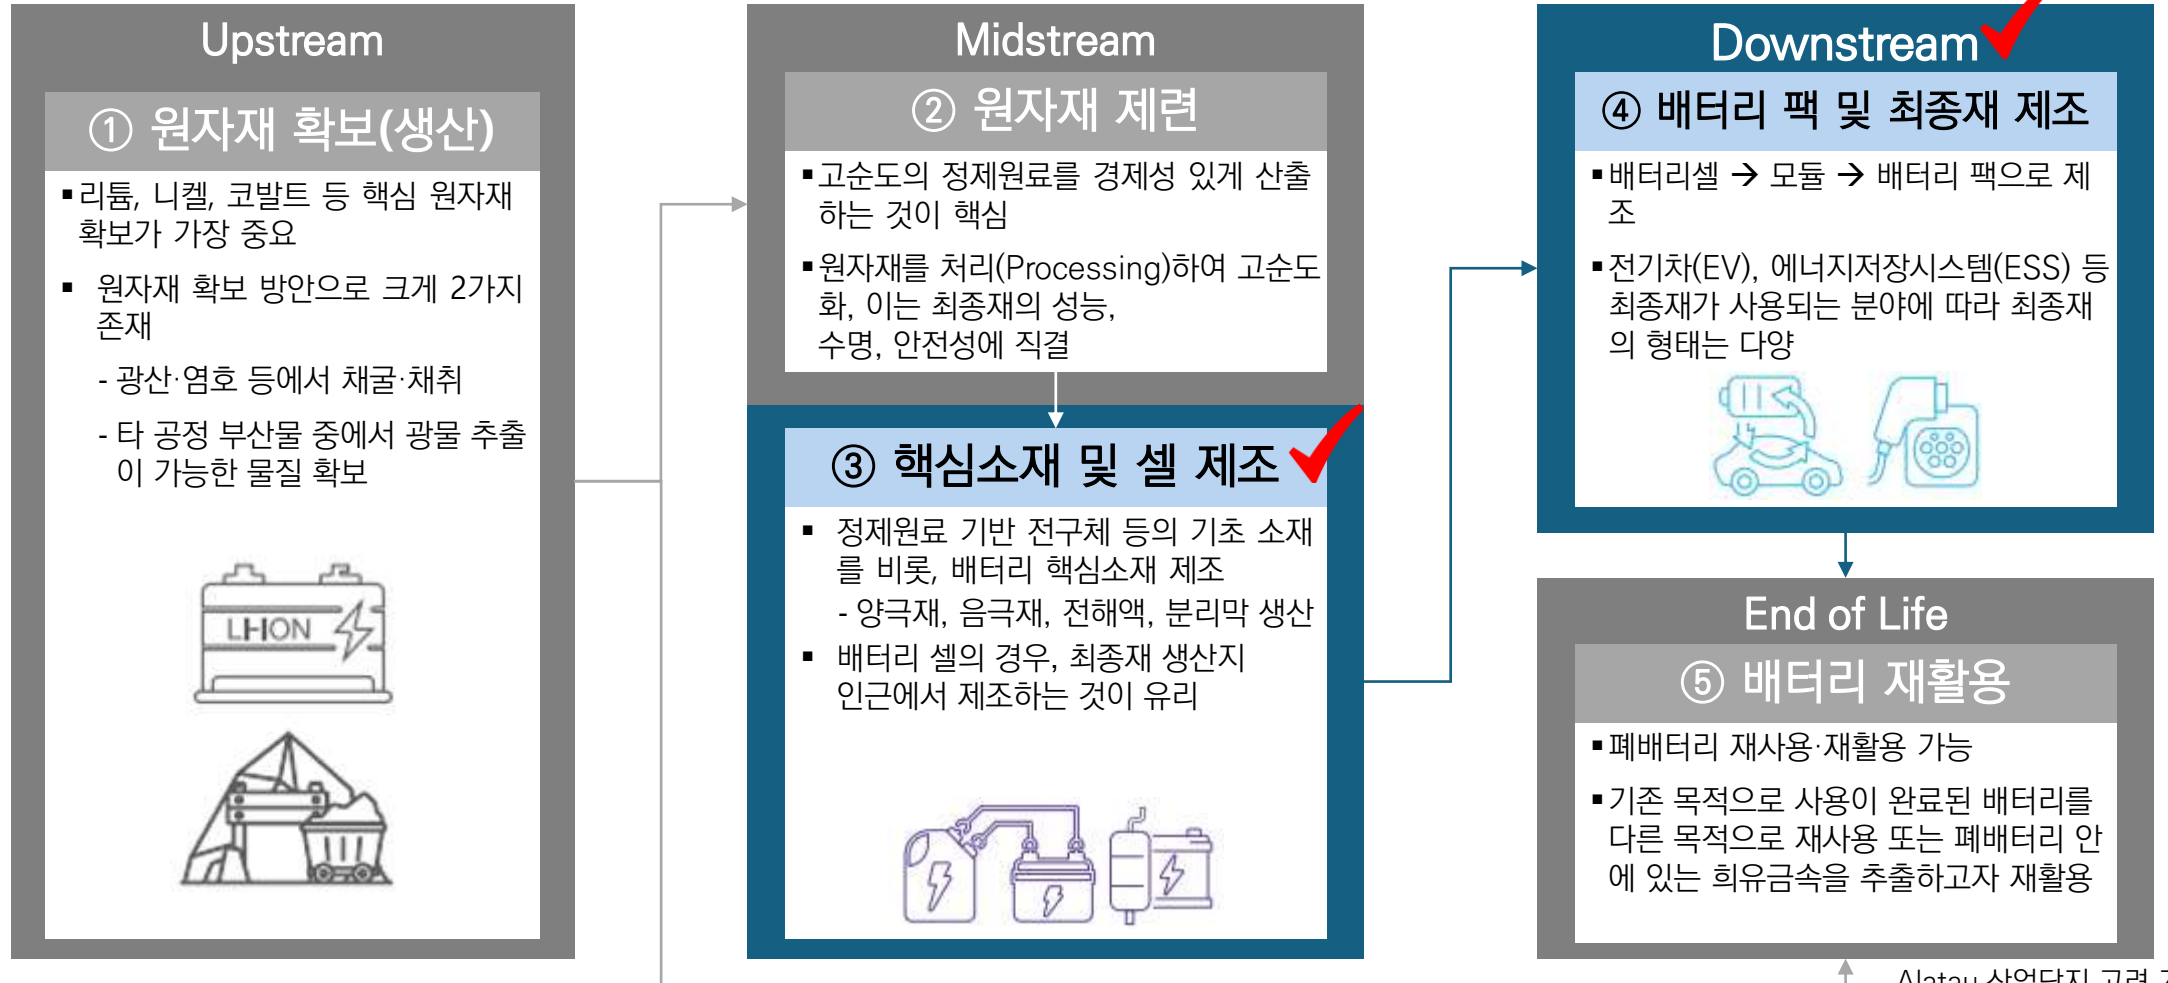 Upstream
① 원자재 확보(생산)
▪리튬, 니켈, 코발트 등 핵심 원자재
확보가 가장 중요
▪ 원자재 확보 방안으로 크게 2가지
존재
- 광산·염호 등에서 채굴·채취
- 타 공정 부산물 중에서 광물 추출
이 가능한 물질 확보
LI-ION
Midstream
② 원자재 제련
▪고순도의 정제원료를 경제성 있게 산출
하는 것이 핵심
▪원자재를 처리(Processing)하여 고순도
화, 이는 최종재의 성능,
수명, 안전성에 직결
③ 핵심소재 및 셀 제조
▪ 정제원료 기반 전구체 등의 기초 소재
를 비롯, 배터리 핵심소재 제조
- 양극재, 음극재, 전해액, 분리막 생산
▪ 배터리 셀의 경우, 최종재 생산지
인근에서 제조하는 것이 유리
Downstream
④ 배터리 팩 및 최종재 제조
▪배터리셀 → 모듈 → 배터리 팩으로 제
조
▪전기차(EV), 에너지저장시스템(ESS) 등
최종재가 사용되는 분야에 따라 최종재
의 형태는 다양
End of Life
⑤ 배터리 재활용
▪폐배터리 재사용·재활용 가능
▪기존 목적으로 사용이 완료된 배터리를
다른 목적으로 재사용 또는 폐배터리 안
에 있는 희유금속을 추출하고자 재활용
Alatau 산업단지 고려